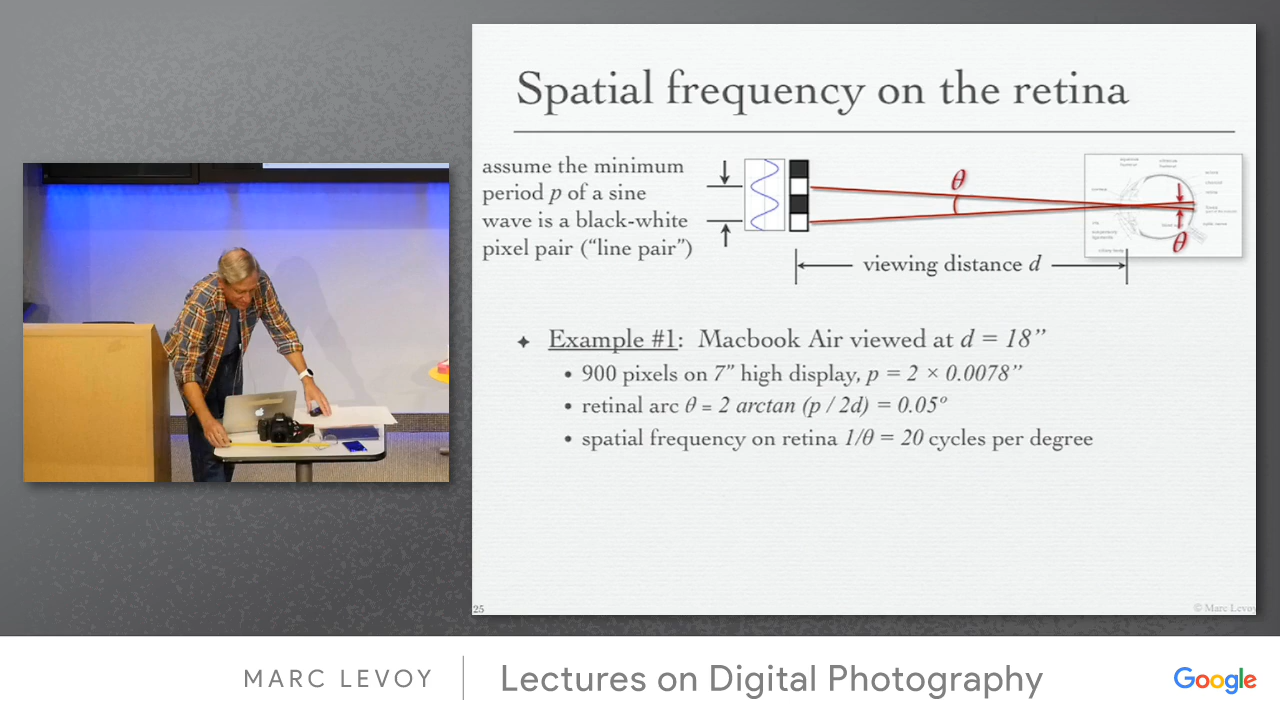 Spatial frequency on the retina
assume the minimum
period p of a sine
wave is a black-white
pixel pair (“line pair”)
θ
θ
viewing distance d
✦ Example #1: Macbook Air viewed at d = 18”
• 900 pixels on 7” high display, p = 2 × 0.0078”
• retinal arc θ = 2 arctan (p / 2d) = 0.05º
• spatial frequency on retina 1/θ = 20 cycles per degree
25
© Marc Levoy
MARC LEVOY
Lectures on Digital Photography
Google